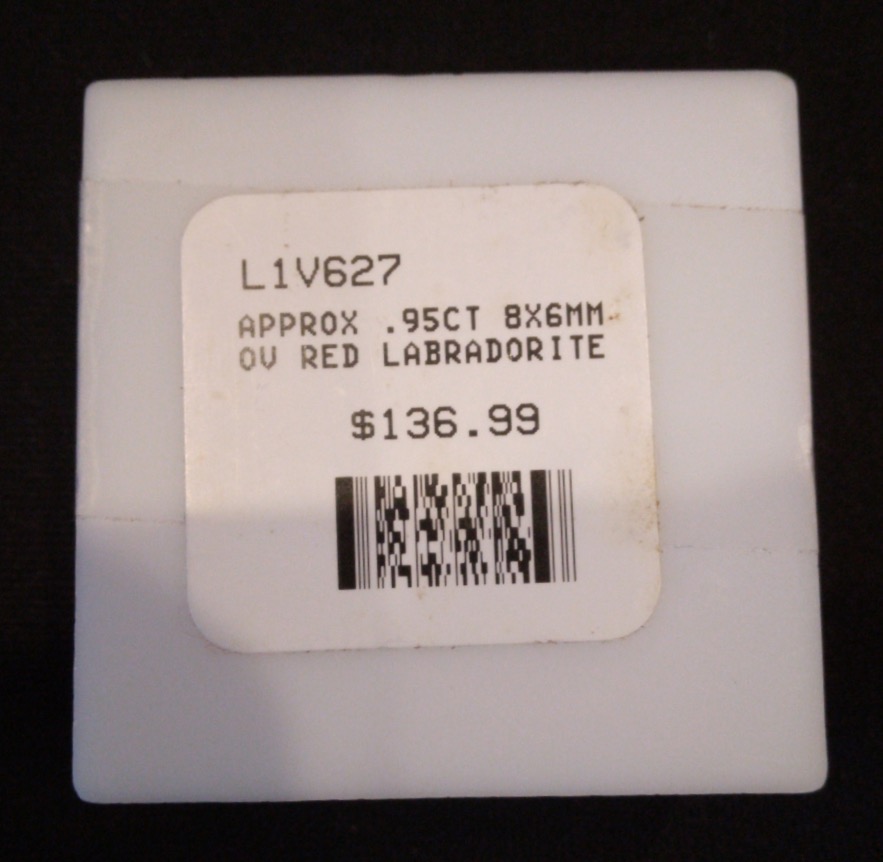 L1V627
APPROX .95CT 8X6MM
OV RED LABRADORITE
$136.99